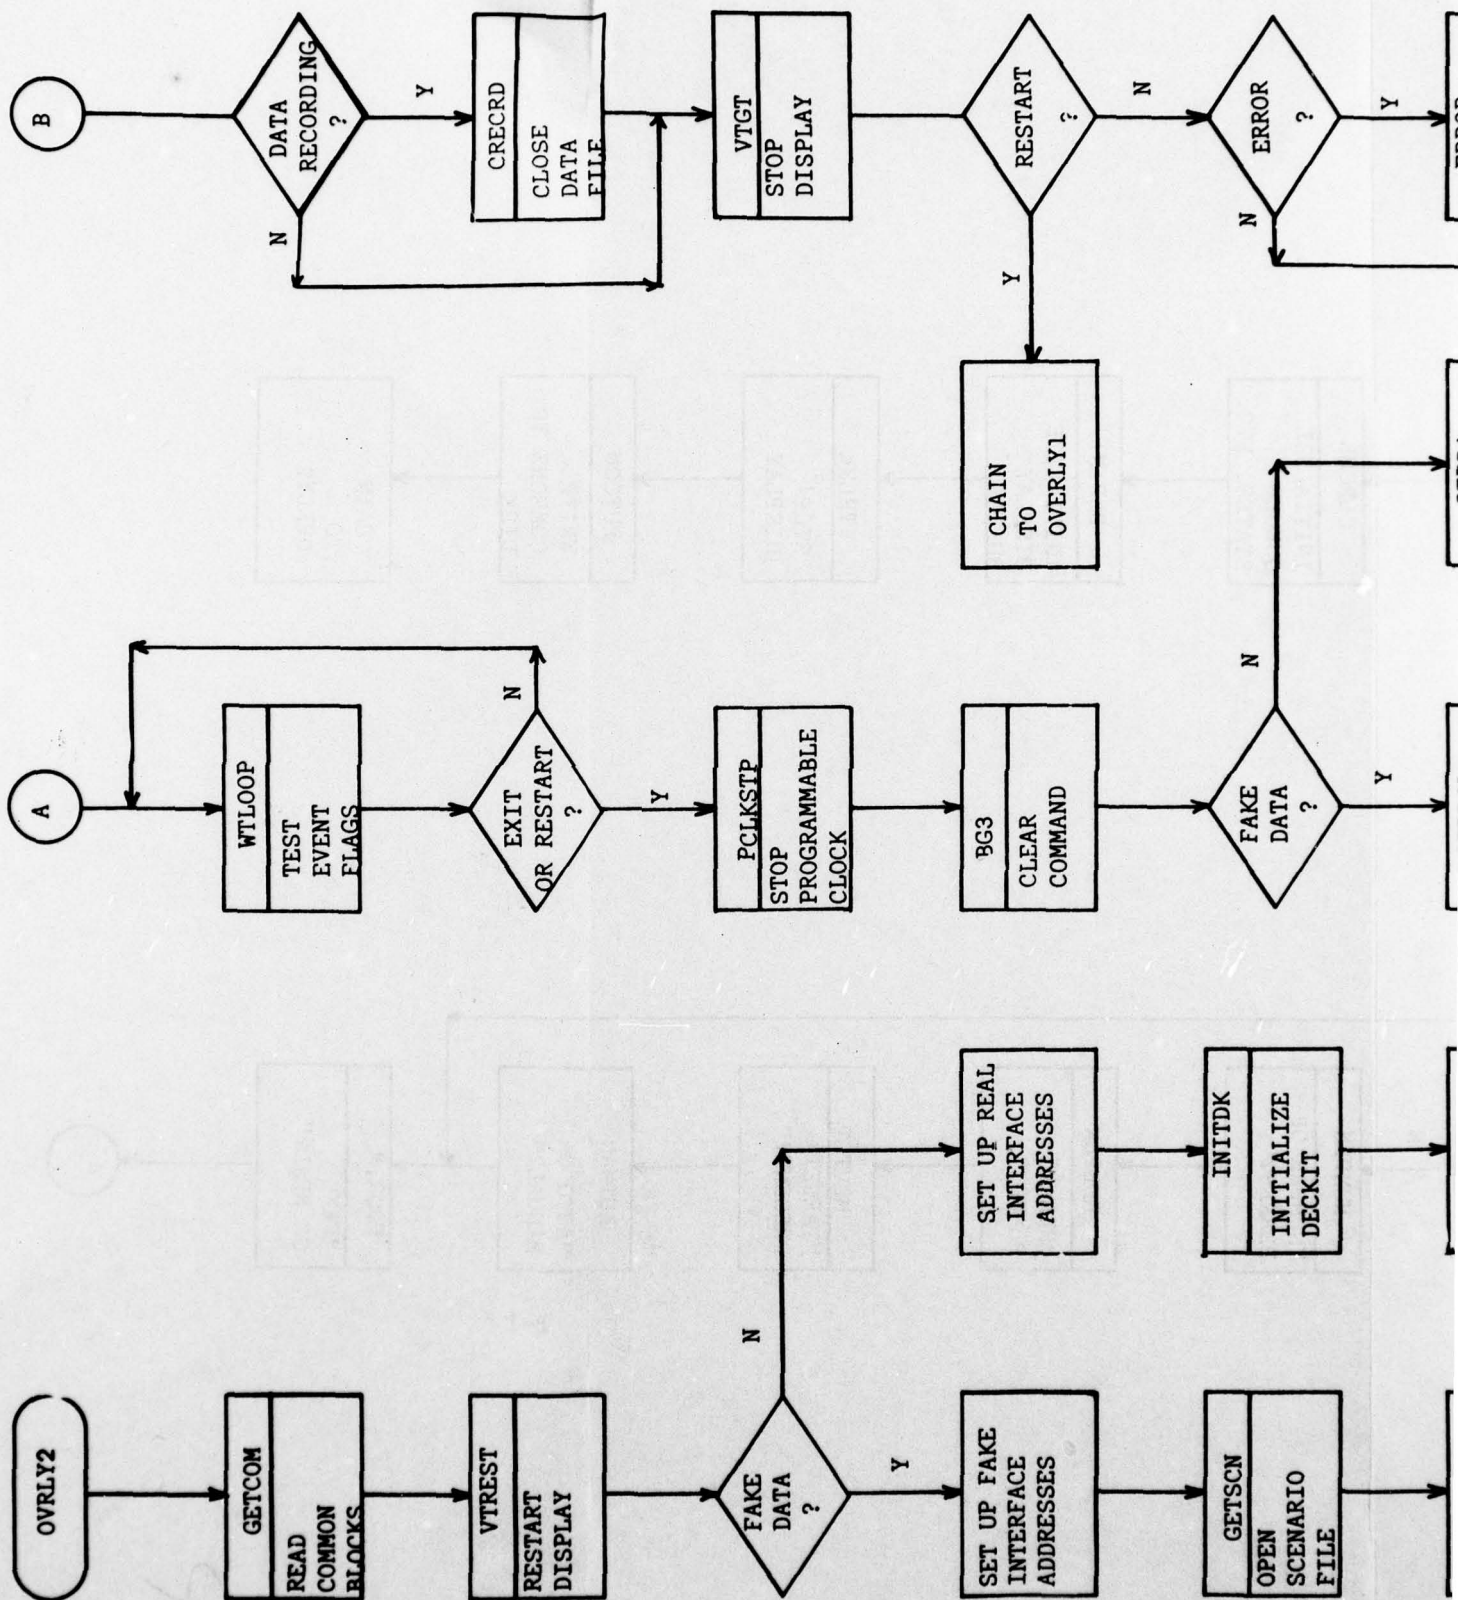 OVRLY2
GETCOM
READ
COMMON
BLOCKS
VTREST
RESTART
DISPLAY
FAKE
DATA
?
N
Y
SET UP FAKE
INTERFACE
ADDRESSES
GETSCN
OPEN
SCENARIO
FILE
SET UP REAL
INTERFACE
ADDRESSES
INITDK
INITIALIZE
DECKIT
A
WTLOOP
TEST
EVENT
FLAGS
EXIT
OR RESTART
?
N
Y
PCLKSTP
STOP
PROGRAMMABLE
CLOCK
BG3
CLEAR
COMMAND
FAKE
DATA
?
N
Y
B
DATA
RECORDING
?
Y
N
CRECRD
CLOSE
DATA
FILE
VTGT
STOP
DISPLAY
RESTART
?
N
Y
CHAIN
TO
OVERLY1
ERROR
?
N
Y